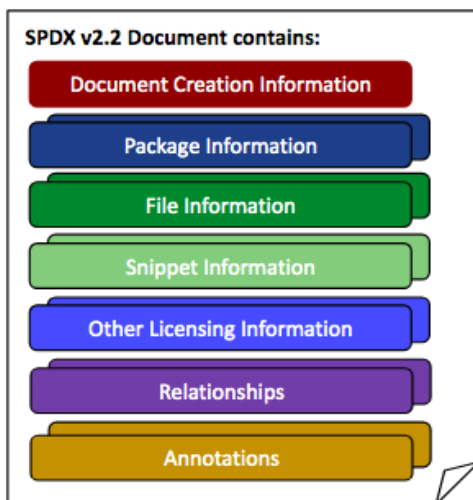 SPDX v2.2 Document contains:
Document Creation Information
Package Information
File Information
Snippet Information
Other Licensing Information
Relationships
Annotations